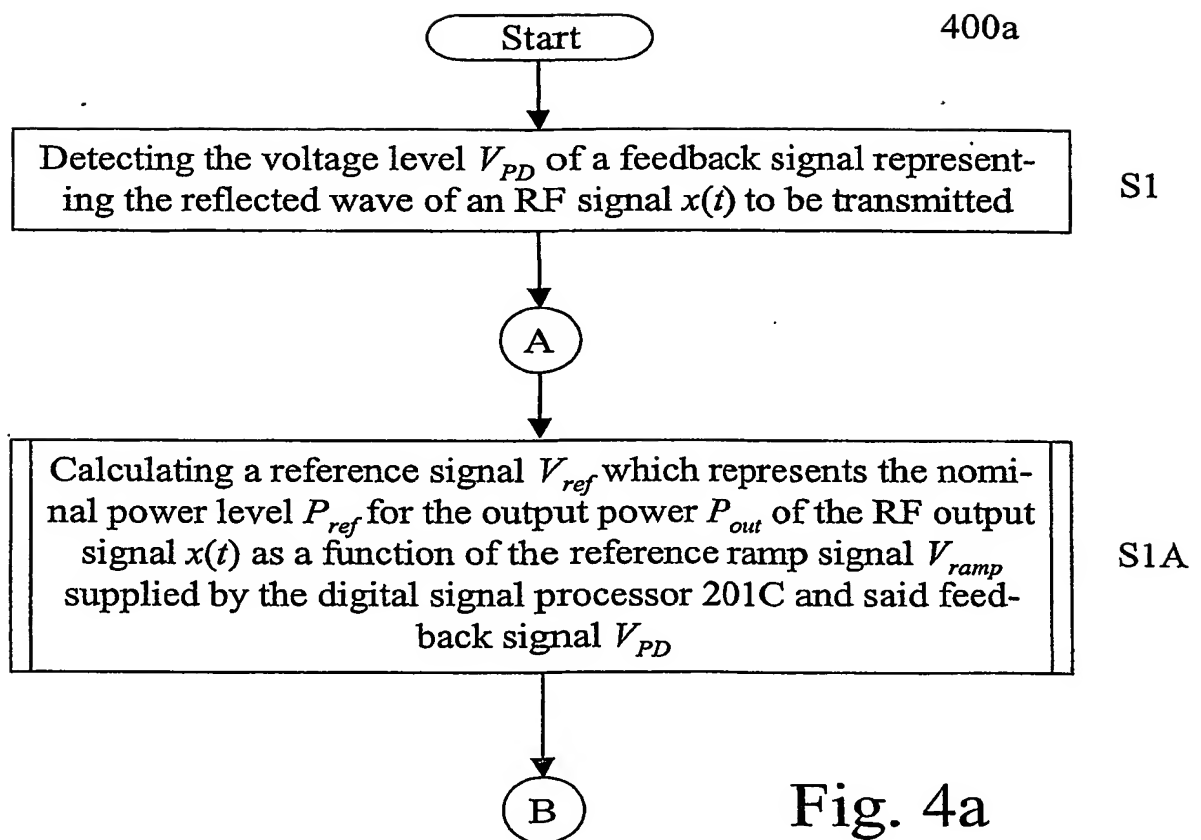 Start
400a
Detecting the voltage level V_PD of a feedback signal represent-
ing the reflected wave of an RF signal x(t) to be transmitted
S1
A
Calculating a reference signal V_ref which represents the nomi-
nal power level P_ref for the output power P_out of the RF output
signal x(t) as a function of the reference ramp signal V_ramp
supplied by the digital signal processor 201C and said feed-
back signal V_PD
S1A
B
Fig. 4a